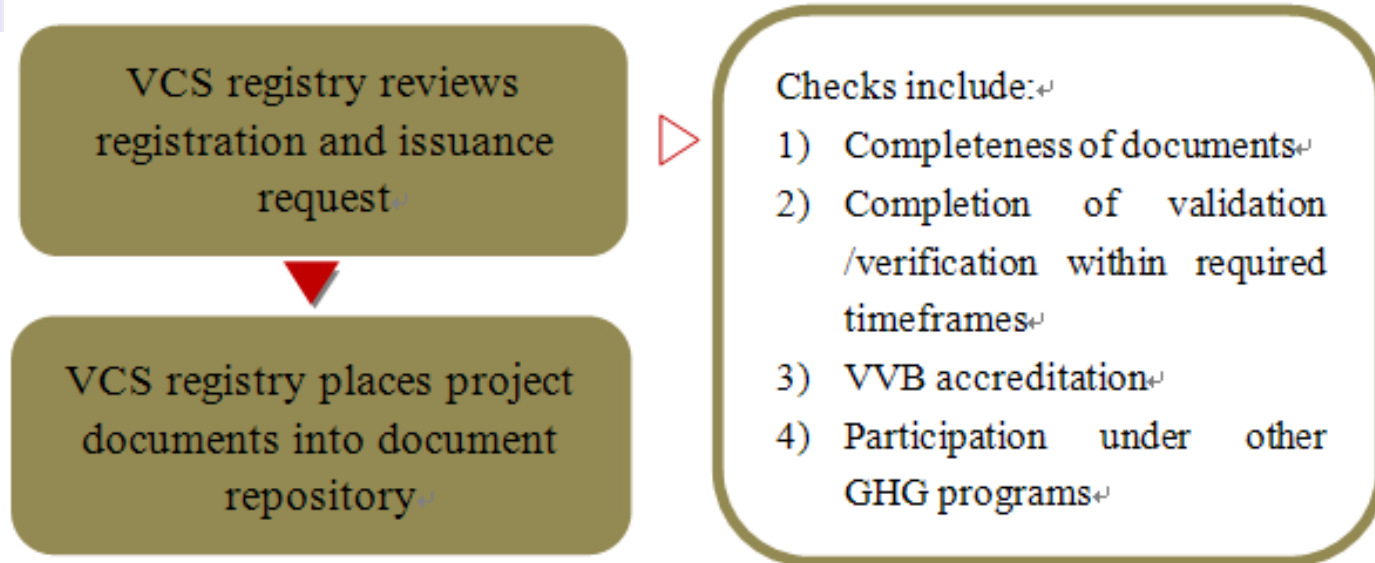 VCS registry reviews
registration and issuance
request
VCS registry places project
documents into document
repository
Checks include:
1) Completeness of documents
2) Completion of validation
/verification within required
timeframes
3) VVB accreditation
4) Participation under other
GHG programs